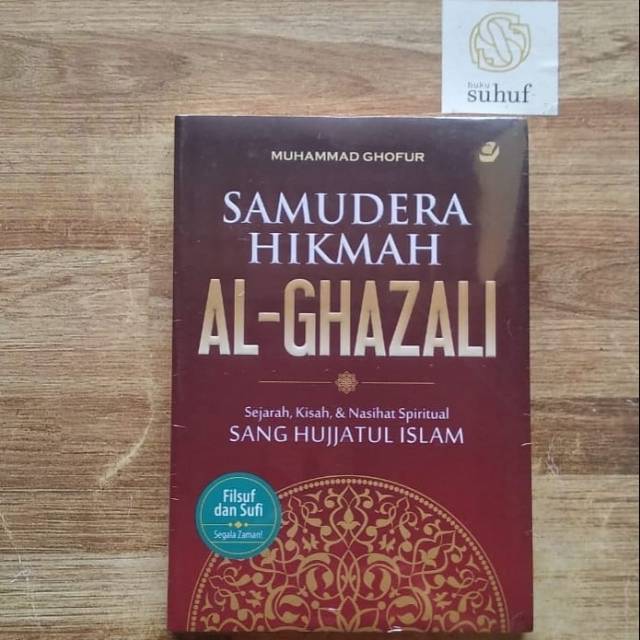 buku
suhuf
MUHAMMAD GHOFUR
SAMUDERA
HIKMAH
AL-GHAZALI
Sejarah, Kisah, & Nasihat Spiritual
SANG HUJJATUL ISLAM
Filsuf
dan Sufi
Segala Zaman!